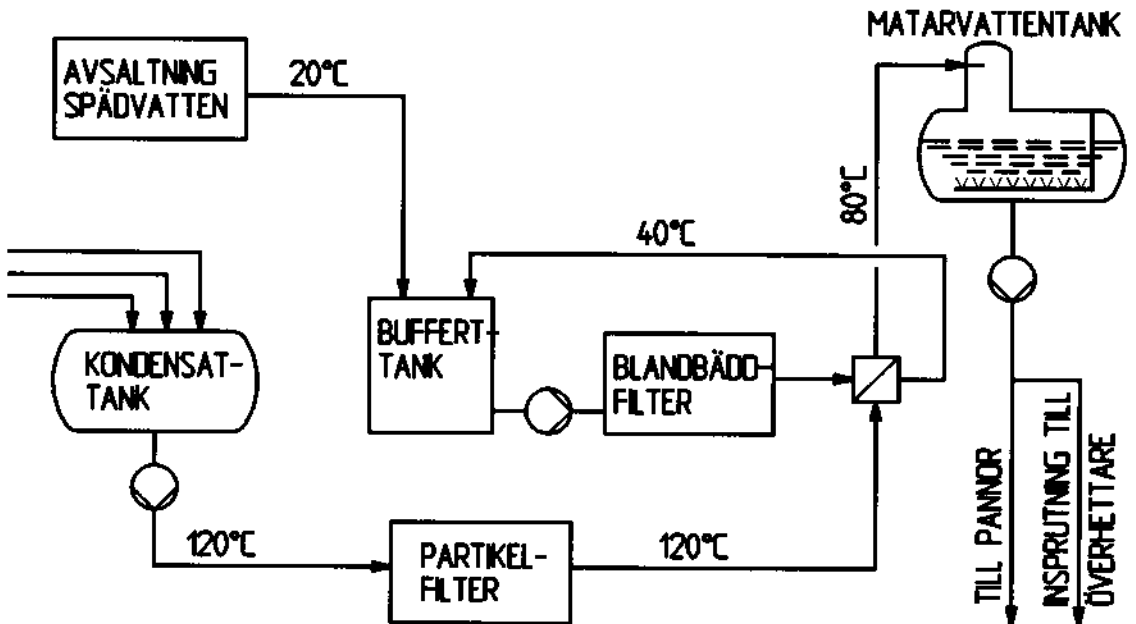 MATARVATTENTANK
AVSALTNING
SPÄDVATTEN
20°C
80°C
40°C
KONDENSAT-
TANK
BUFFERT-
TANK
BLANDBÄDD-
FILTER
120°C
PARTIKEL-
FILTER
120°C
TILL PANNOR
INSPRUTNING TILL
ÖVERHETTARE